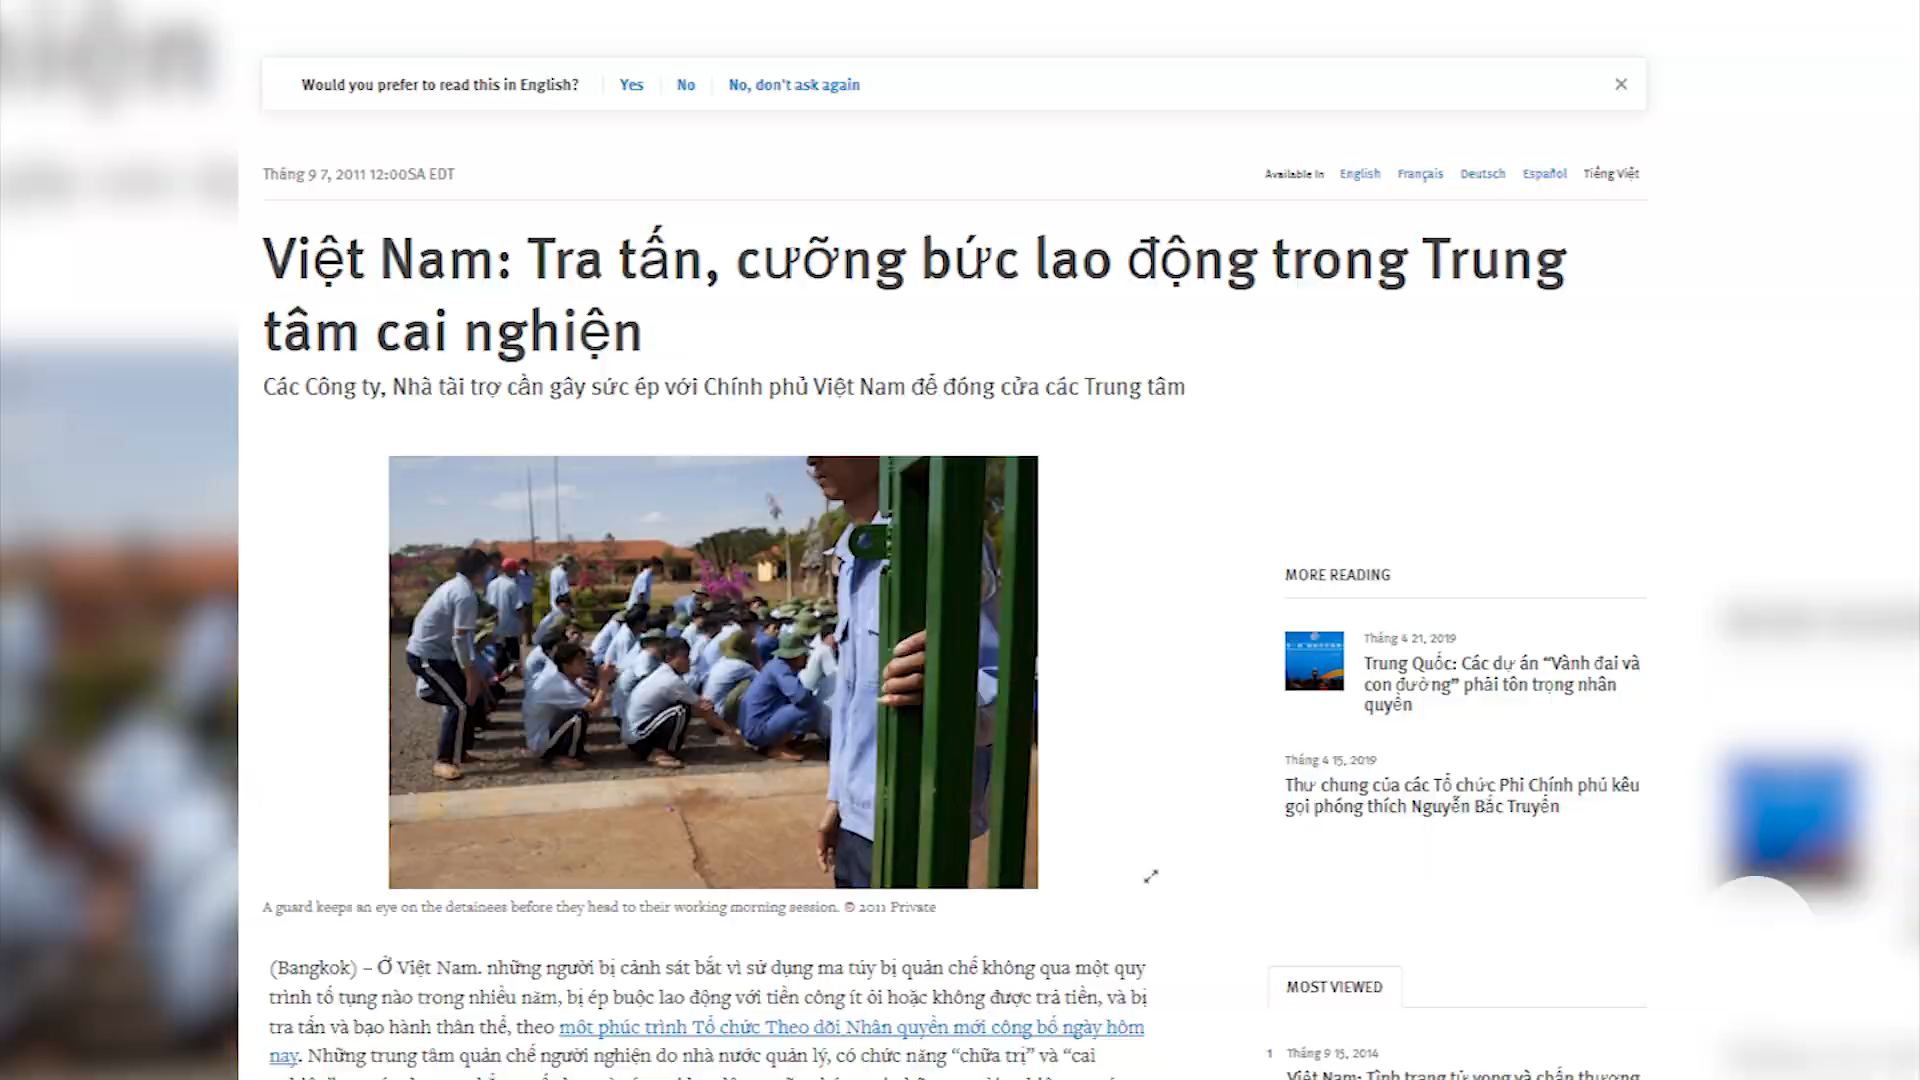 Would you prefer to read this in English? Yes No No, don't ask again
Tháng 9 7, 2011 12:00SA EDT
Available In English Français Deutsch Español Tiếng Việt
Việt Nam: Tra tấn, cưỡng bức lao động trong Trung
tâm cai nghiện
Các Công ty, Nhà tài trợ cần gây sức ép với Chính phủ Việt Nam để đóng cửa các Trung tâm
A guard keeps an eye on the detainees before they head to their working morning session. © 2011 Private
(Bangkok) – Ở Việt Nam. những người bị cảnh sát bắt vì sử dụng ma túy bị quản chế không qua một quy
trình tố tụng nào trong nhiều năm, bị ép buộc lao động với tiền công ít ỏi hoặc không được trả tiền, và bị
tra tấn và bạo hành thân thể, theo một phúc trình Tổ chức Theo dõi Nhân quyền mới công bố ngày hôm
nay. Những trung tâm quản chế người nghiện do nhà nước quản lý, có chức năng “chữa trị” và “cai
MORE READING
Tháng 4 21, 2019
Trung Quốc: Các dự án “Vành đai và
con đường” phải tôn trọng nhân
quyền
Tháng 4 15, 2019
Thư chung của các Tổ chức Phi Chính phủ kêu
gọi phóng thích Nguyễn Bắc Truyển
MOST VIEWED
1 Tháng 9 15, 2014
Việt Nam: Tình trạng tử vong và chấn thương